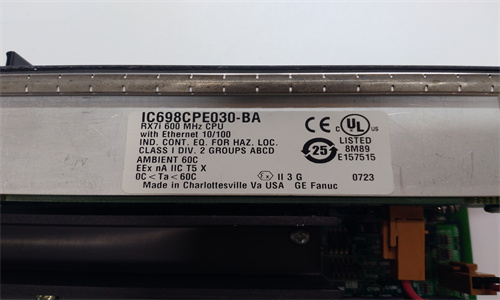 IC698CPE030-BA
RX7i 600 MHz CPU
with Ethernet 10/100
IND. CONT. EQ. FOR HAZ. LOC.
CLASS I DIV. 2 GROUPS ABCD
AMBIENT 60C
EEx nA IIC T5 X
0C < Ta < 60C
Made in Charlottesville Va USA GE Fanuc
CE
UL
LISTED
8M89
E157515
25
Ex II 3 G
0723